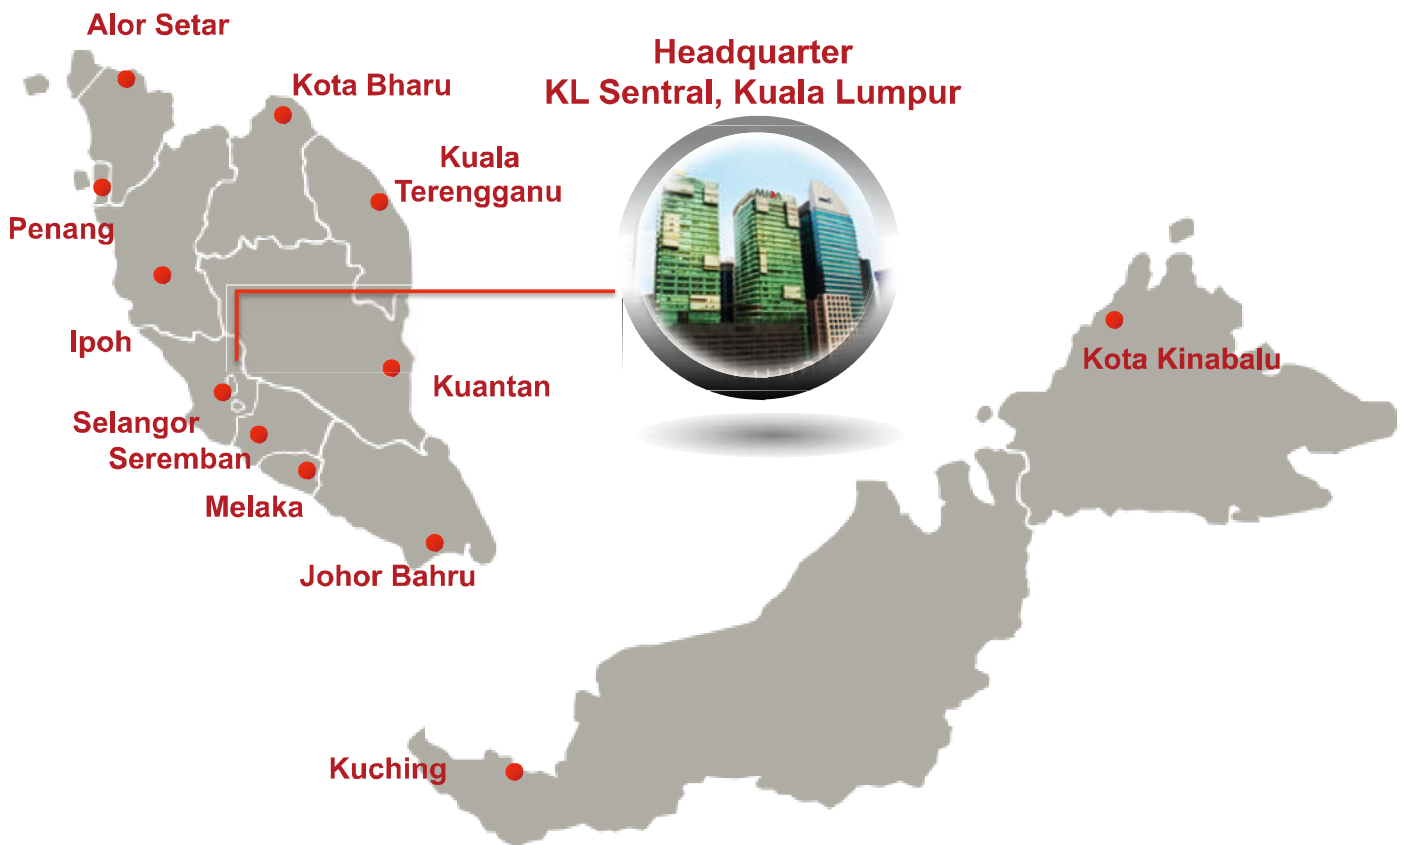 Alor Setar
Headquarter
KL Sentral, Kuala Lumpur
Kota Bharu
Kuala
Terengganu
MIDA
Penang
Ipoh
Kota Kinabalu
Kuantan
Selangor
Seremban
Melaka
Johor Bahru
Kuching